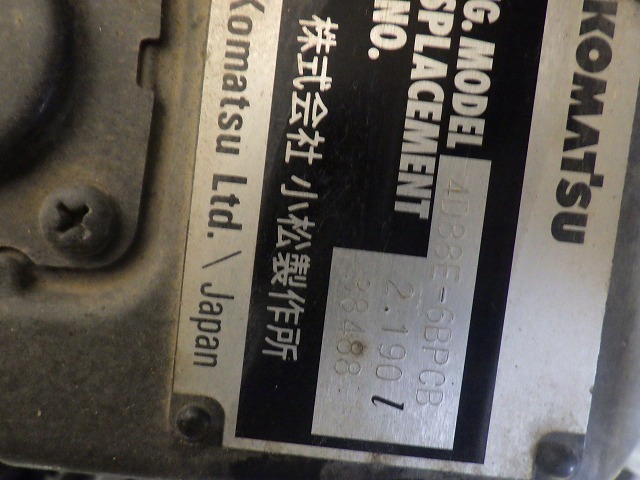 KOMATSU
G. MODEL 4D88E-6BPCB
SPLACEMENT 2.190 l
NO. 38488
株式会社 小松製作所
Komatsu Ltd. \ Japan